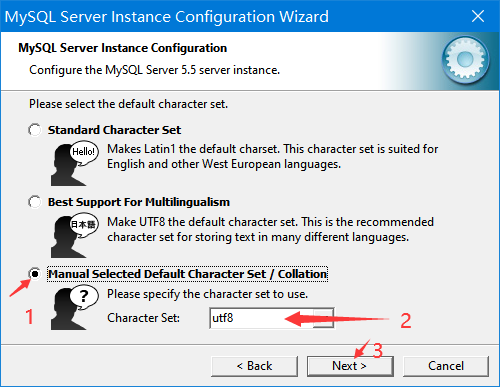 MySQL Server Instance Configuration Wizard
MySQL Server Instance Configuration
Configure the MySQL Server 5.5 server instance.
Please select the default character set.
Standard Character Set
Hello!
Makes Latin1 the default charset. This character set is suited for
English and other West European languages.
Best Support For Multilingualism
日本語
Make UTF8 the default character set. This is the recommended
character set for storing text in many different languages.
Manual Selected Default Character Set / Collation
1
?
Please specify the character set to use.
Character Set: utf8
2
3
< Back Next > Cancel